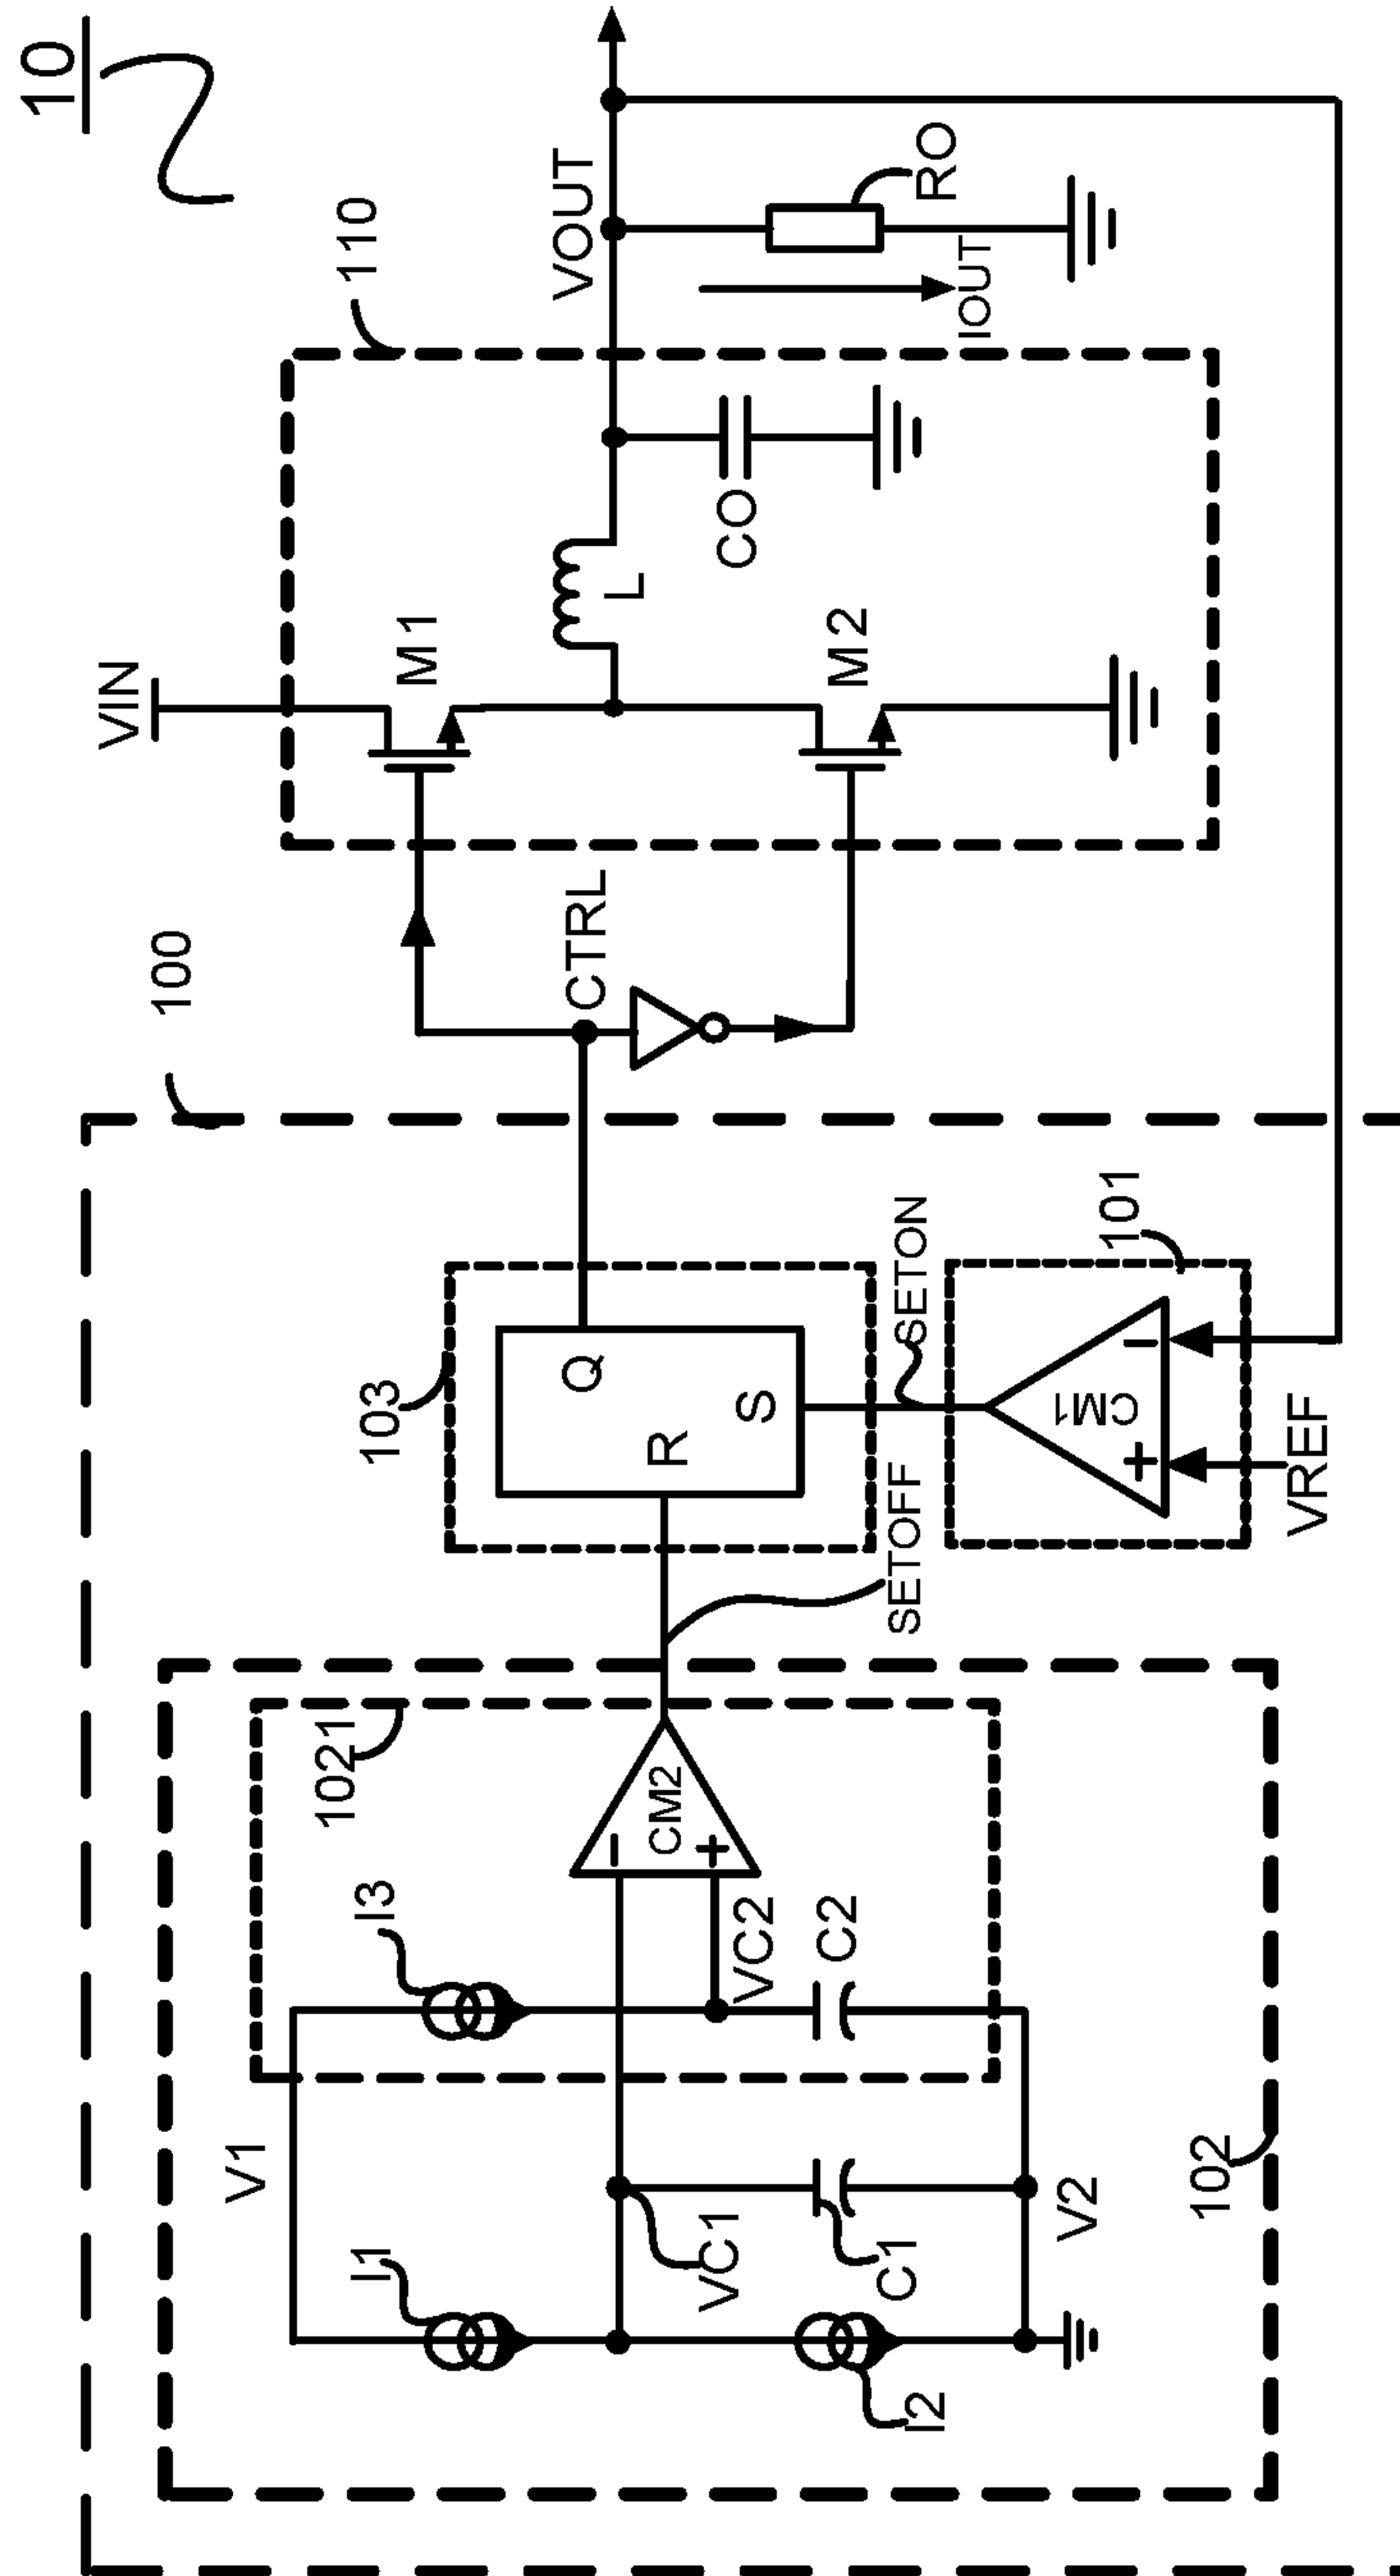 10
VIN
110
M1
VOUT
L
CO
M2
RO
IOUT
100
CTRL
103
Q
R
S
SETON
101
CM1
+
-
VREF
SETOFF
1021
I3
CM2
-
+
VC2
C2
V1
I1
VC1
C1
I2
V2
102